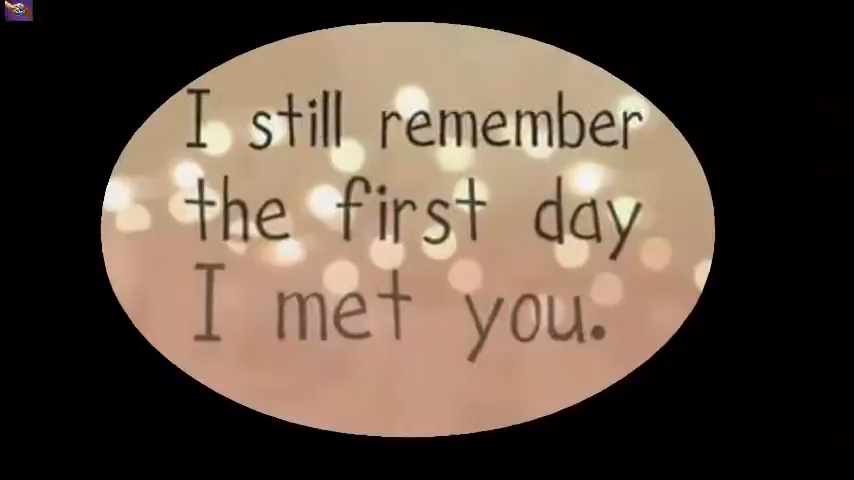 I still remember
the first day
I met you.